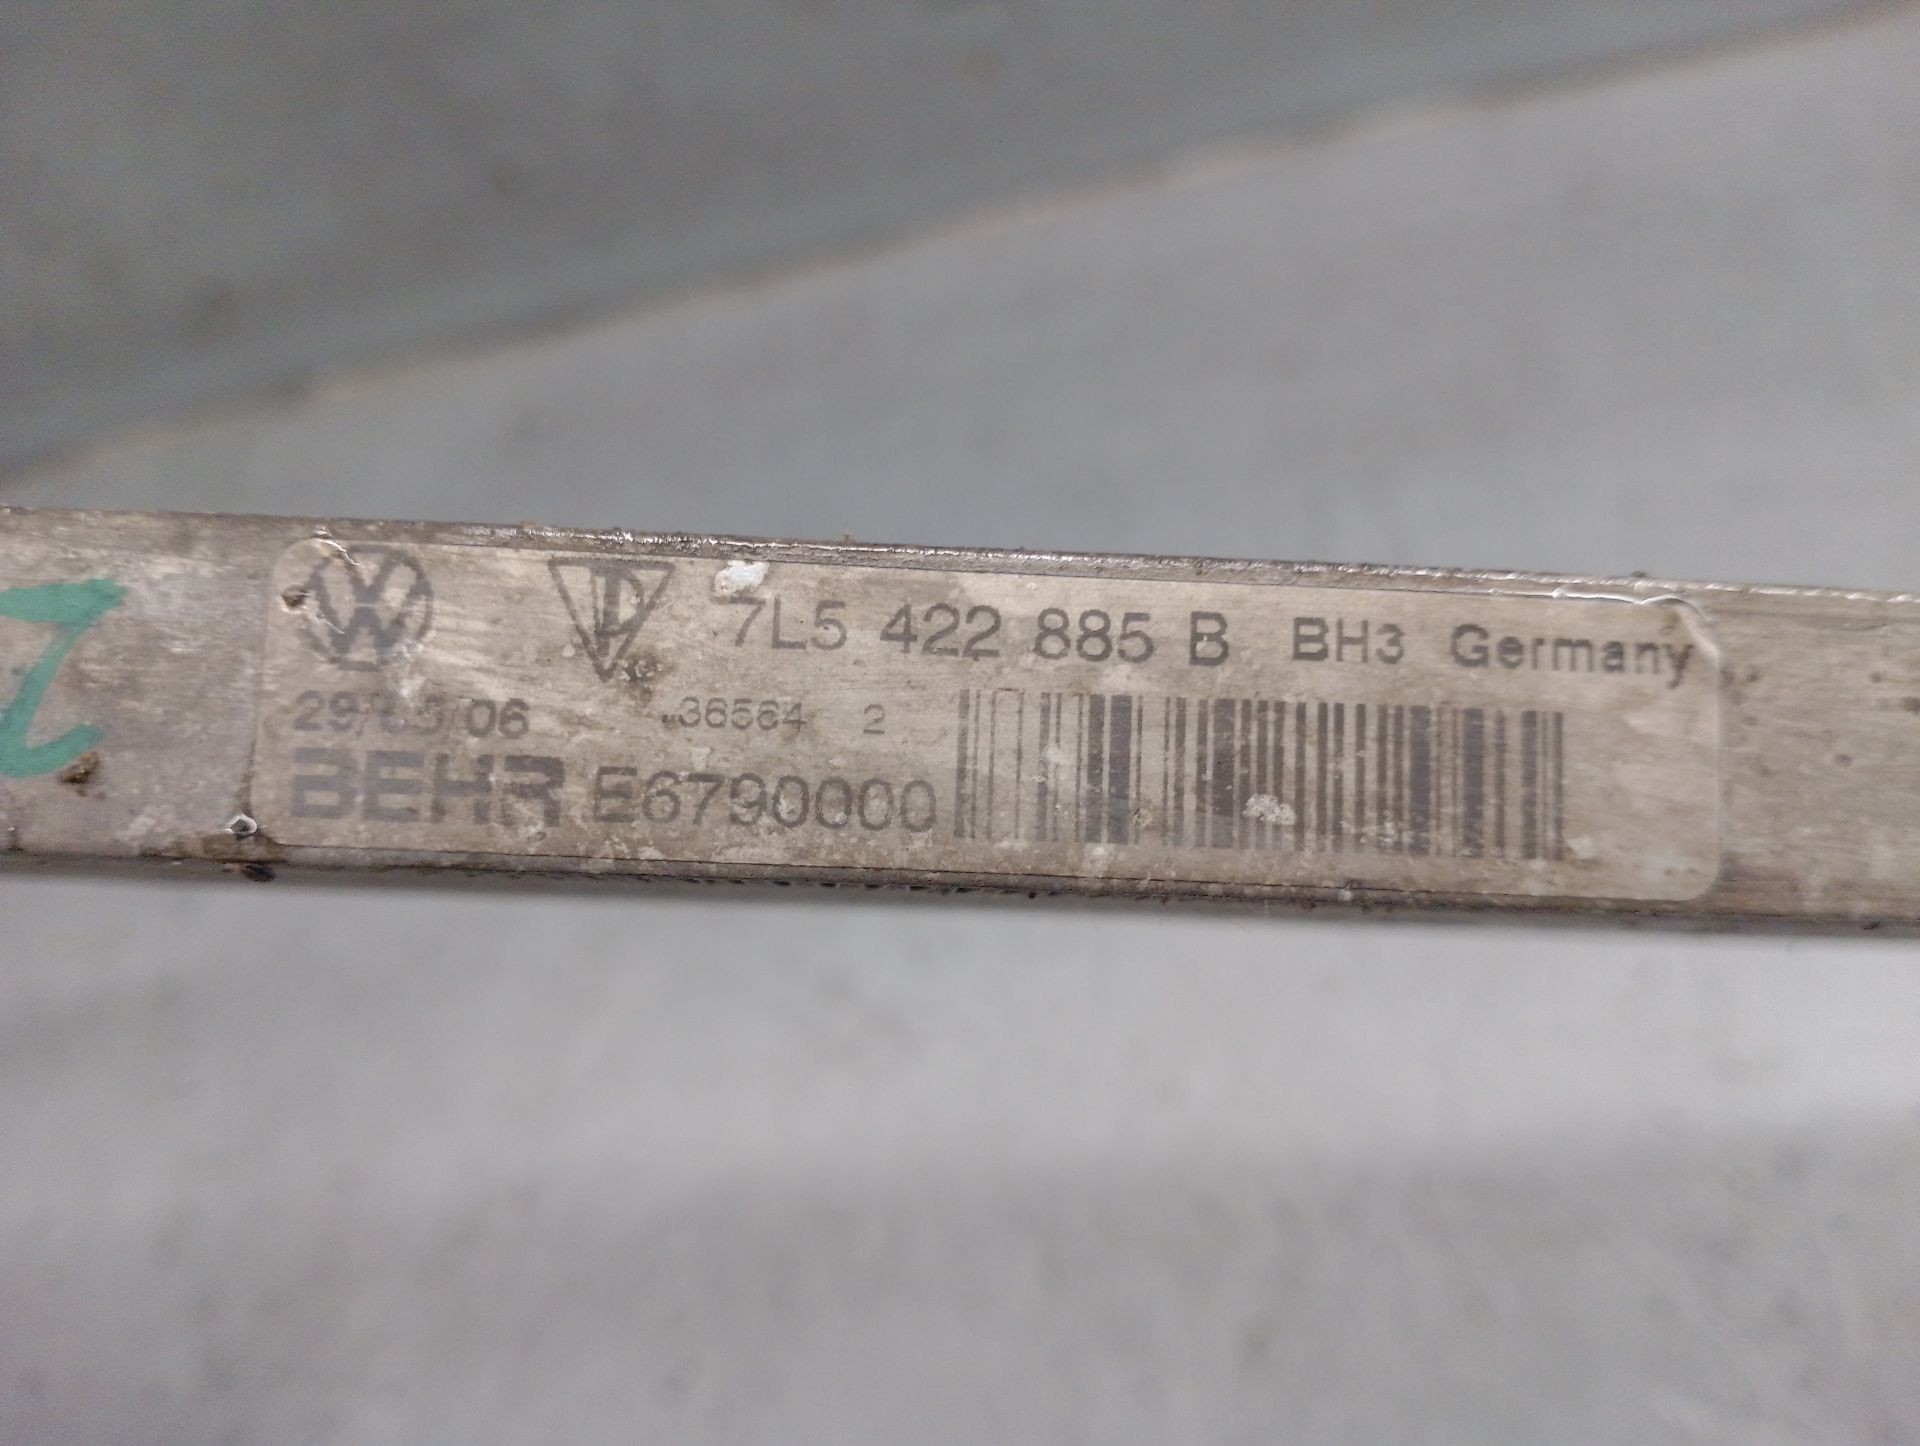 7L5 422 885 B BH3 Germany
36564 2
BEHR E6790000